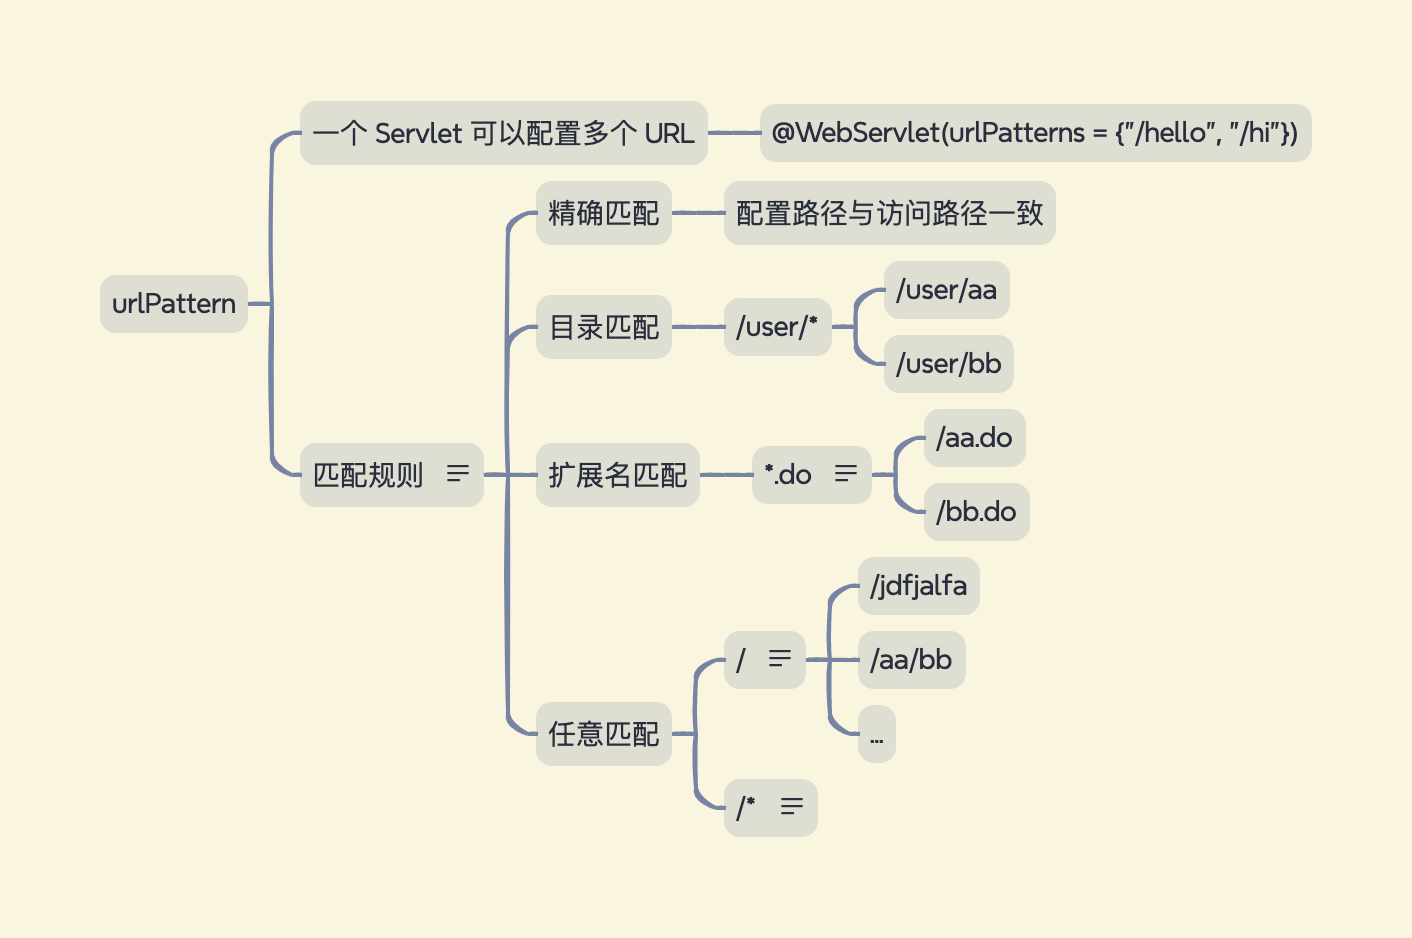 urlPattern
一个 Servlet 可以配置多个 URL
@WebServlet(urlPatterns = {"/hello", "/hi"})
匹配规则
精确匹配
配置路径与访问路径一致
目录匹配
/user/*
/user/aa
/user/bb
扩展名匹配
*.do
/aa.do
/bb.do
任意匹配
/
/jdfjalfa
/aa/bb
...
/*